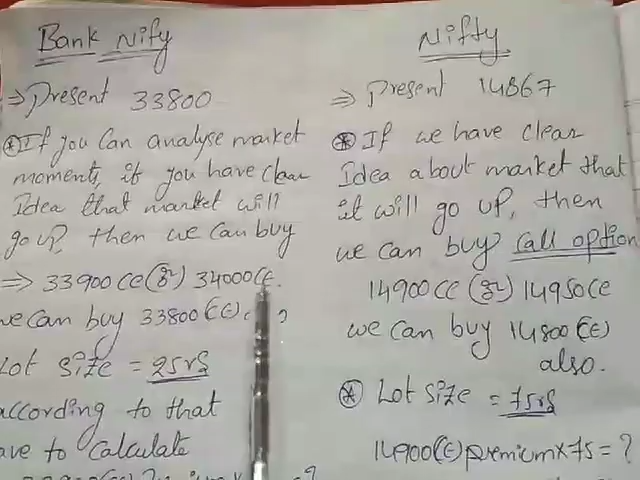 Bank Nify
⇒ Present 33800
* If you can analyse market
moments, if you have clear
Idea that market will
go up, then we can buy
⇒ 33900 CE (or) 34000 CE.
we can buy 33800 (CE)
Lot size = 25 rs
according to that
ave to calculate
Nifty
⇒ Present 14867
* If we have clear
Idea about market that
it will go up, then
we can buy call option
14900 CE (or) 14950 CE
we can buy 14800 (CE)
also.
* Lot size = 75 rs
14900 (CE) premium x 75 = ?